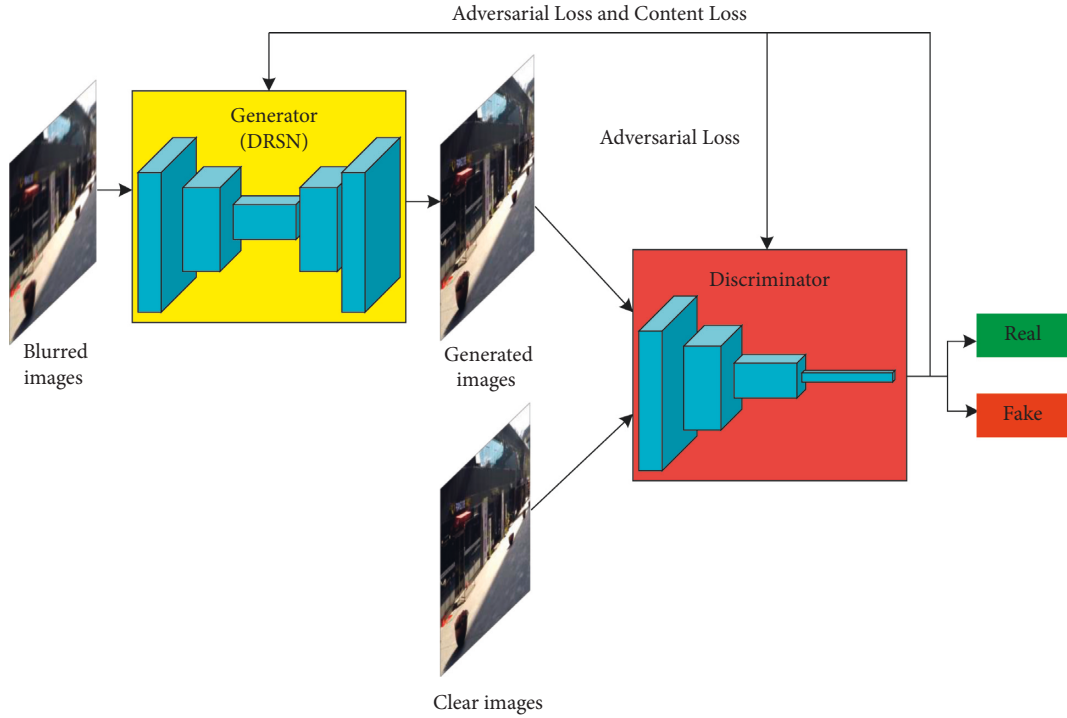 Adversarial Loss and Content Loss
Generator
(DRSN)
Adversarial Loss
Discriminator
Blurred
images
Generated
images
Real
Fake
Clear images